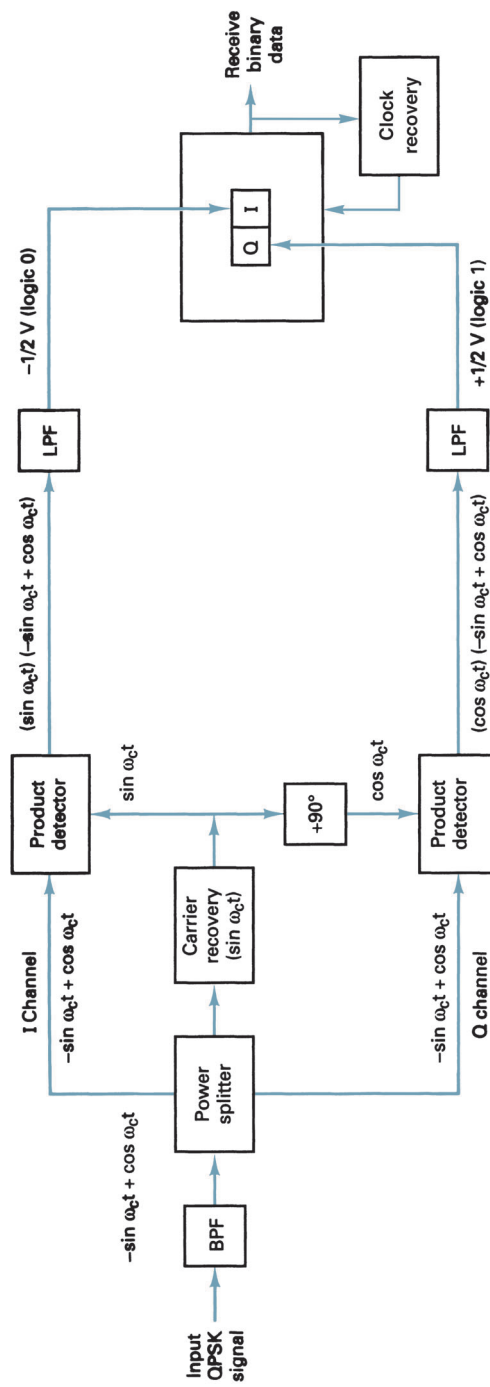 Input
QPSK
signal
BPF
–sin ωct + cos ωct
Power
splitter
I Channel
–sin ωct + cos ωct
–sin ωct + cos ωct
Q channel
Carrier
recovery
(sin ωct)
Product
detector
sin ωct
+90°
cos ωct
Product
detector
(sin ωct) (–sin ωct + cos ωct)
(cos ωct) (–sin ωct + cos ωct)
LPF
LPF
–1/2 V (logic 0)
+1/2 V (logic 1)
Q I
Receive
binary
data
Clock
recovery